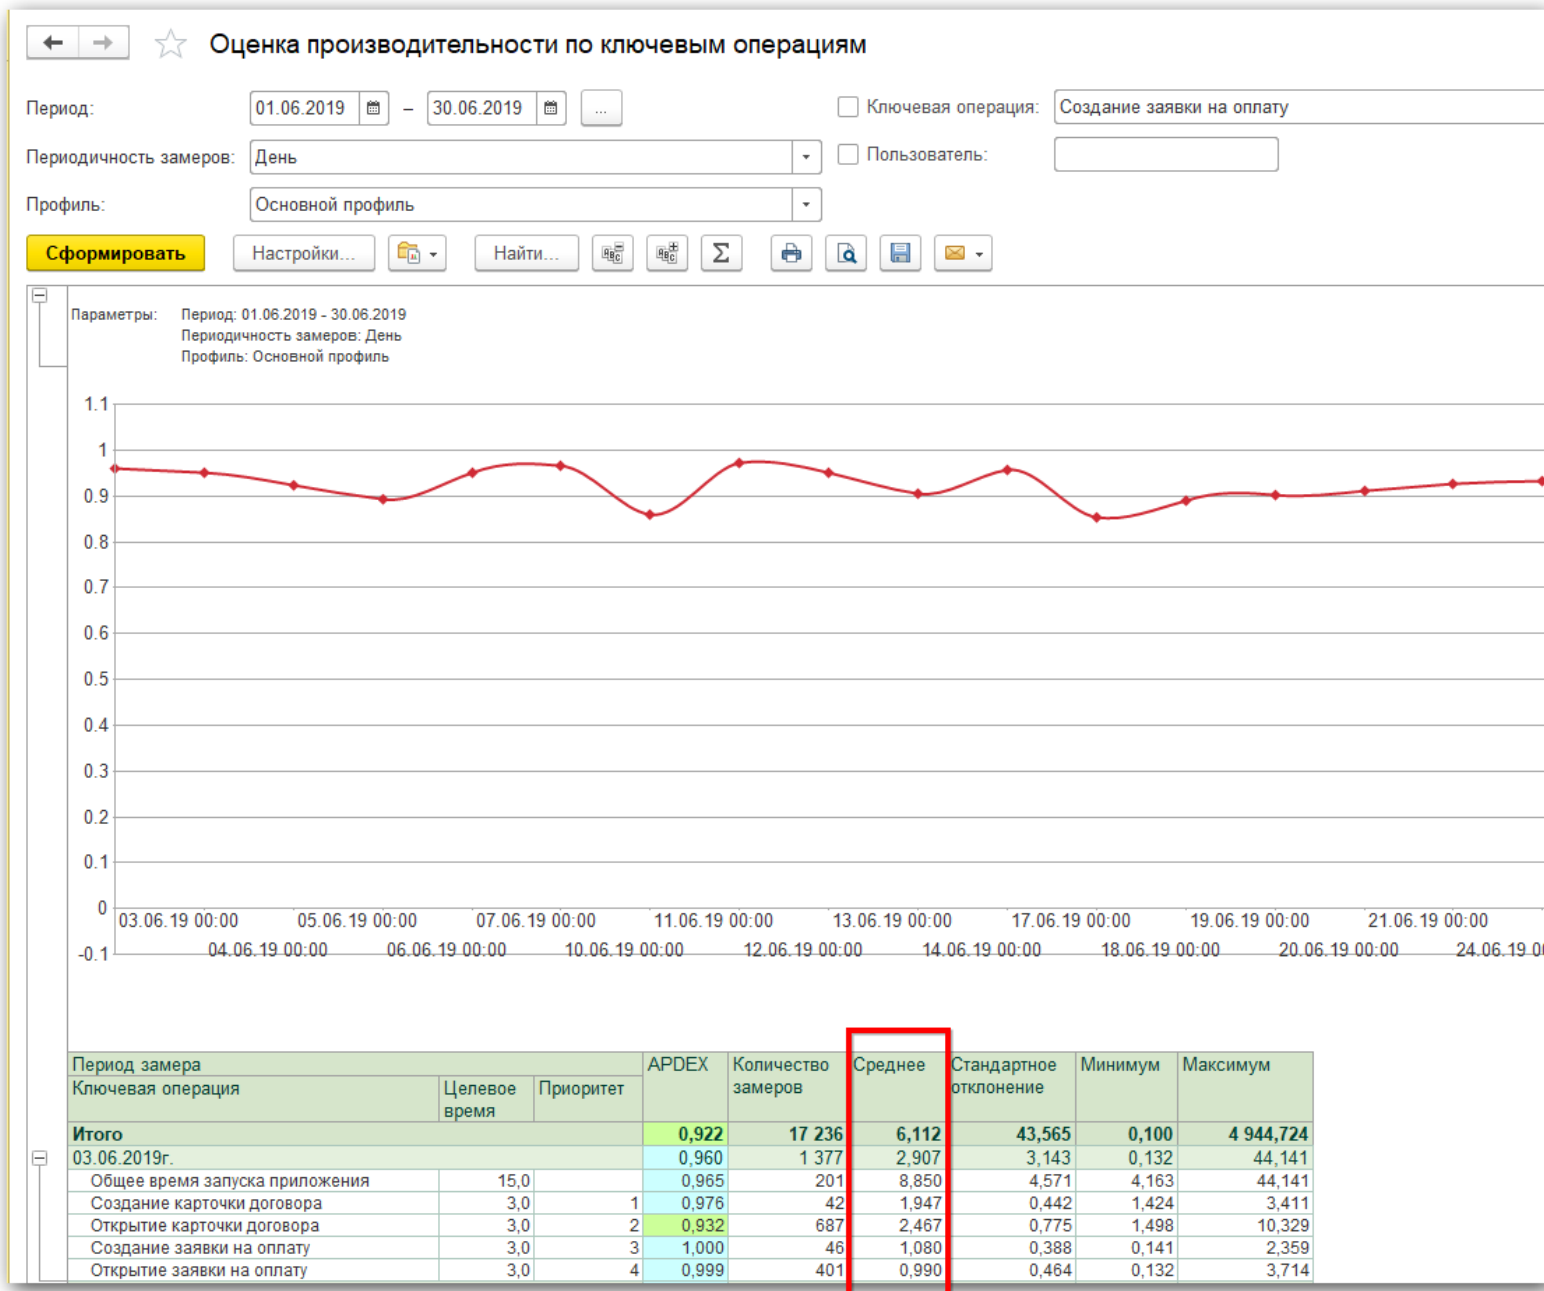 Оценка производительности по ключевым операциям
Период: 01.06.2019 – 30.06.2019 ... Ключевая операция: Создание заявки на оплату
Периодичность замеров: День Пользователь:
Профиль: Основной профиль
Сформировать Настройки... Найти...
Параметры: Период: 01.06.2019 - 30.06.2019
Периодичность замеров: День
Профиль: Основной профиль
1.1
1
0.9
0.8
0.7
0.6
0.5
0.4
0.3
0.2
0.1
0
-0.1
03.06.19 00:00 05.06.19 00:00 07.06.19 00:00 11.06.19 00:00 13.06.19 00:00 17.06.19 00:00 19.06.19 00:00 21.06.19 00:00
04.06.19 00:00 06.06.19 00:00 10.06.19 00:00 12.06.19 00:00 14.06.19 00:00 18.06.19 00:00 20.06.19 00:00 24.06.19
Период замера APDEX Количество замеров Среднее Стандартное отклонение Минимум Максимум
Ключевая операция Целевое время Приоритет
Итого 0,922 17 236 6,112 43,565 0,100 4 944,724
03.06.2019г. 0,960 1 377 2,907 3,143 0,132 44,141
Общее время запуска приложения 15,0 0,965 201 8,850 4,571 4,163 44,141
Создание карточки договора 3,0 1 0,976 42 1,947 0,442 1,424 3,411
Открытие карточки договора 3,0 2 0,932 687 2,467 0,775 1,498 10,329
Создание заявки на оплату 3,0 3 1,000 46 1,080 0,388 0,141 2,359
Открытие заявки на оплату 3,0 4 0,999 401 0,990 0,464 0,132 3,714